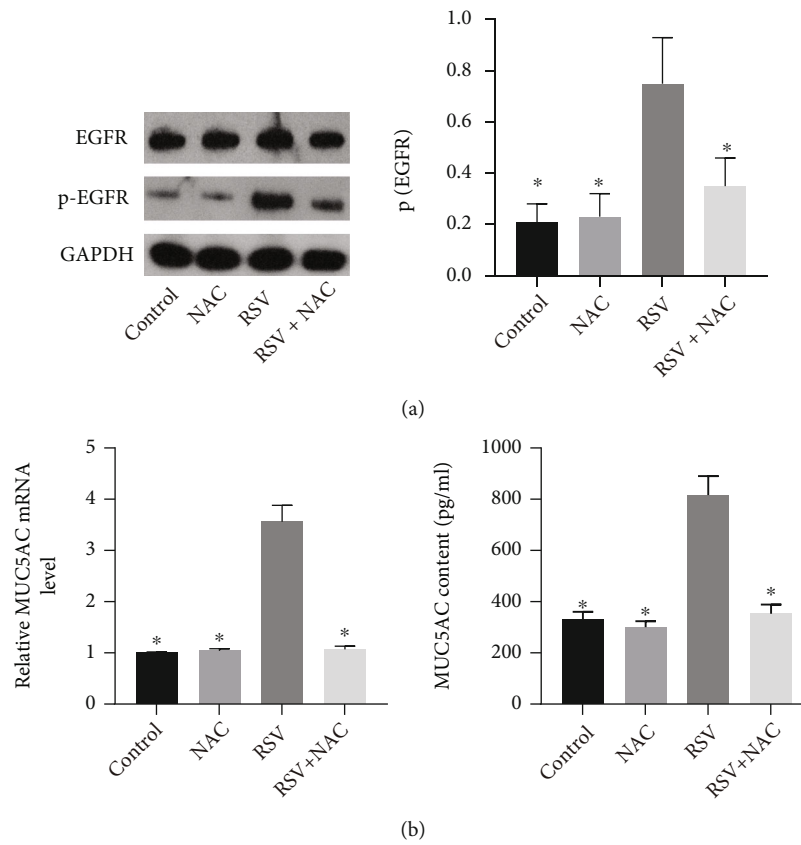 EGFR
p-EGFR
GAPDH
Control
NAC
RSV
RSV + NAC
p (EGFR)
1.0
0.8
0.6
0.4
0.2
0.0
*
*
*
Control
NAC
RSV
RSV + NAC
(a)
Relative MUC5AC mRNA
level
5
4
3
2
1
0
*
*
*
Control
NAC
RSV
RSV+NAC
MUC5AC content (pg/ml)
1000
800
600
400
200
0
*
*
*
Control
NAC
RSV
RSV+NAC
(b)